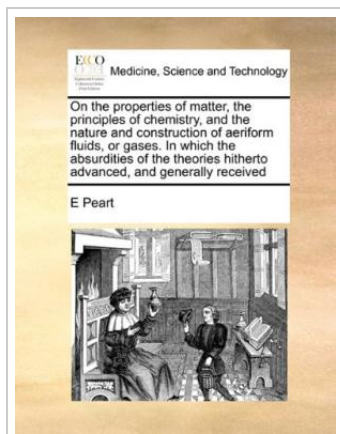 ECCO
Medicine, Science and Technology
On the properties of matter, the
principles of chemistry, and the
nature and construction of aeriform
fluids, or gases. In which the
absurdities of the theories hitherto
advanced, and generally received
E Peart